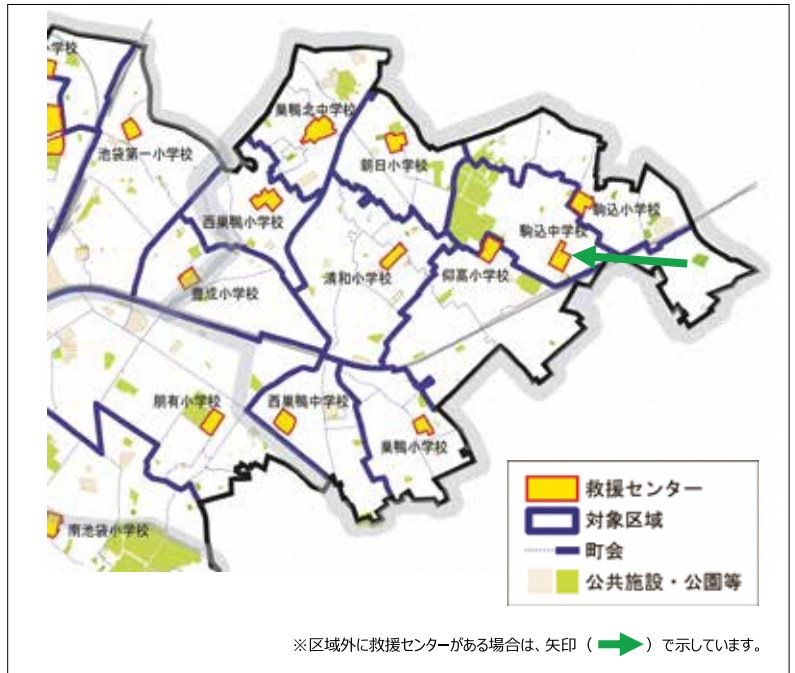 学校
巣鴨北中学校
池袋第一小学校
朝日小学校
西巣鴨小学校
駒込小学校
駒込中学校
清和小学校
仰高小学校
豊成小学校
朋有小学校
西巣鴨中学校
巣鴨小学校
南池袋小学校
救援センター
対象区域
町会
公共施設・公園等
※区域外に救援センターがある場合は、矢印（ ）で示しています。